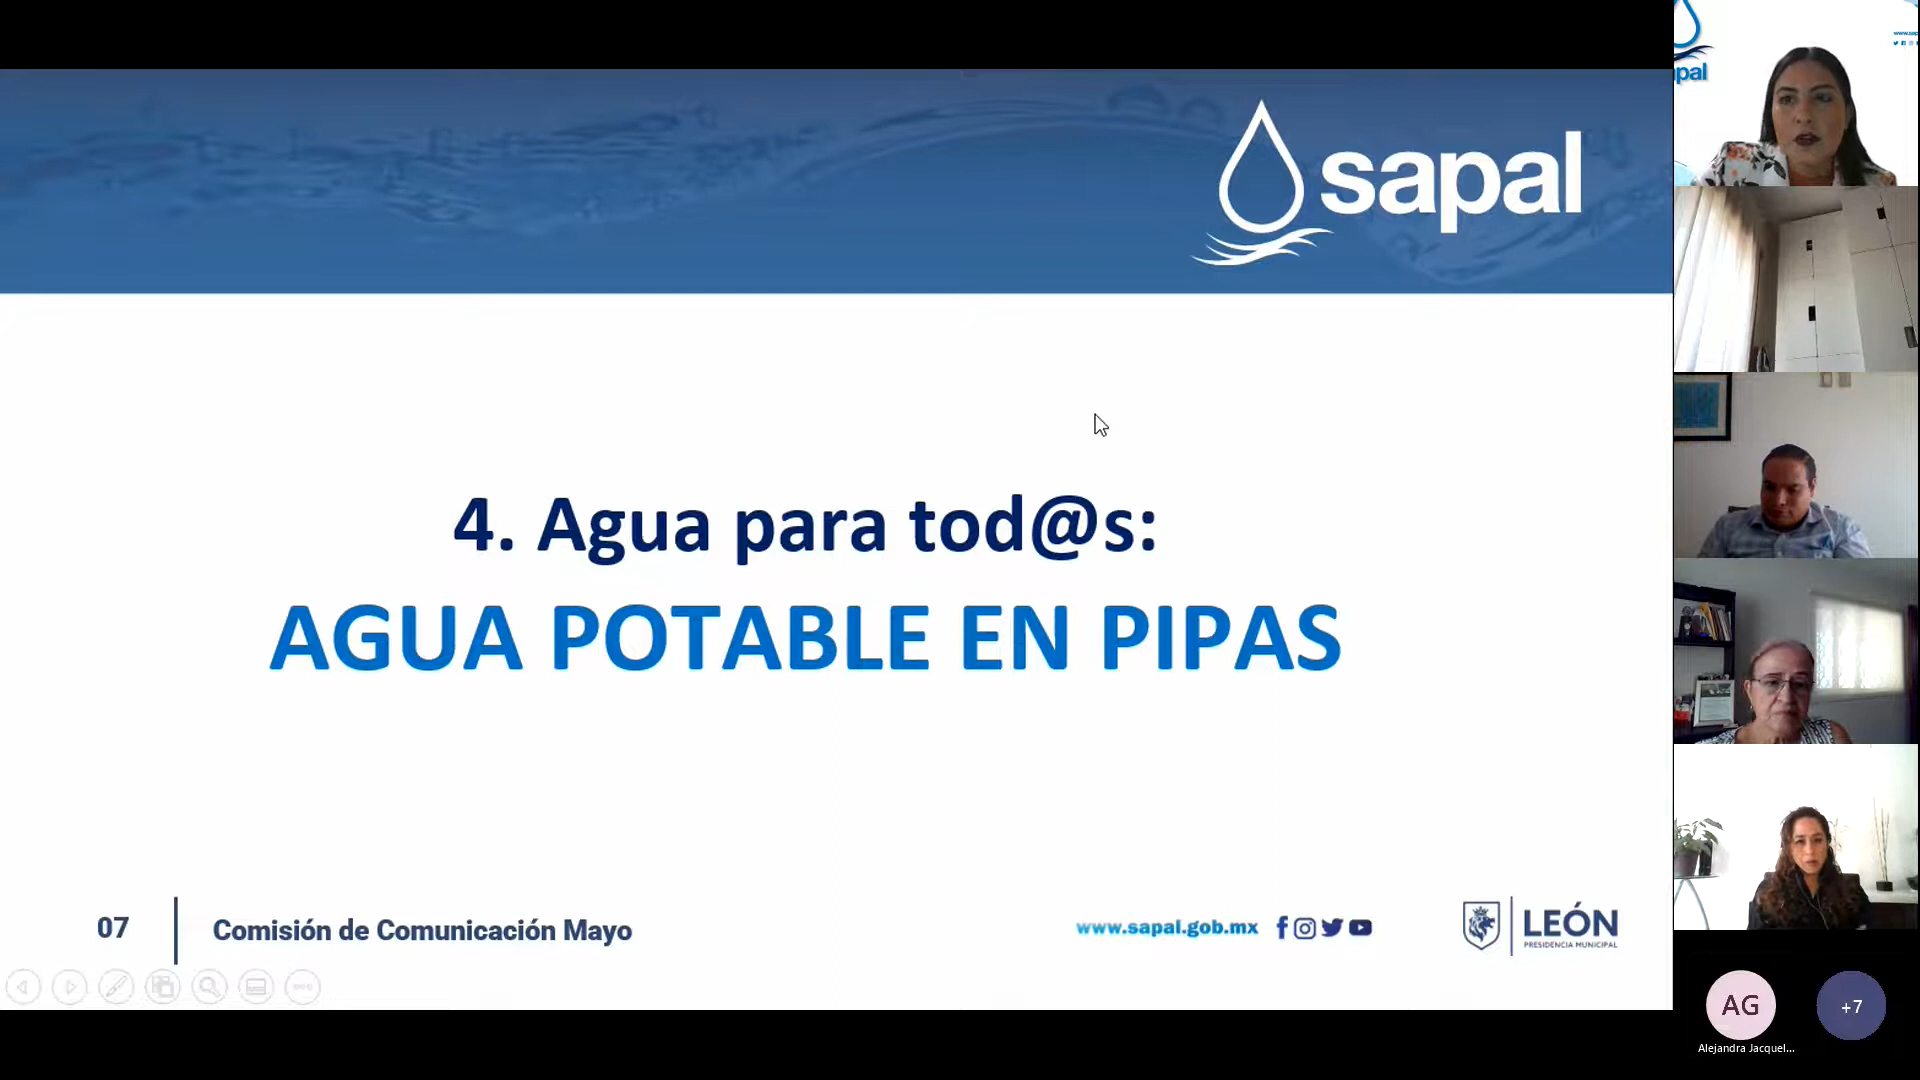 sapal
4. Agua para tod@s:
AGUA POTABLE EN PIPAS
07
Comisión de Comunicación Mayo
www.sapal.gob.mx
LEÓN
PRESIDENCIA MUNICIPAL
pal
AG
+7
Alejandra Jacquel...